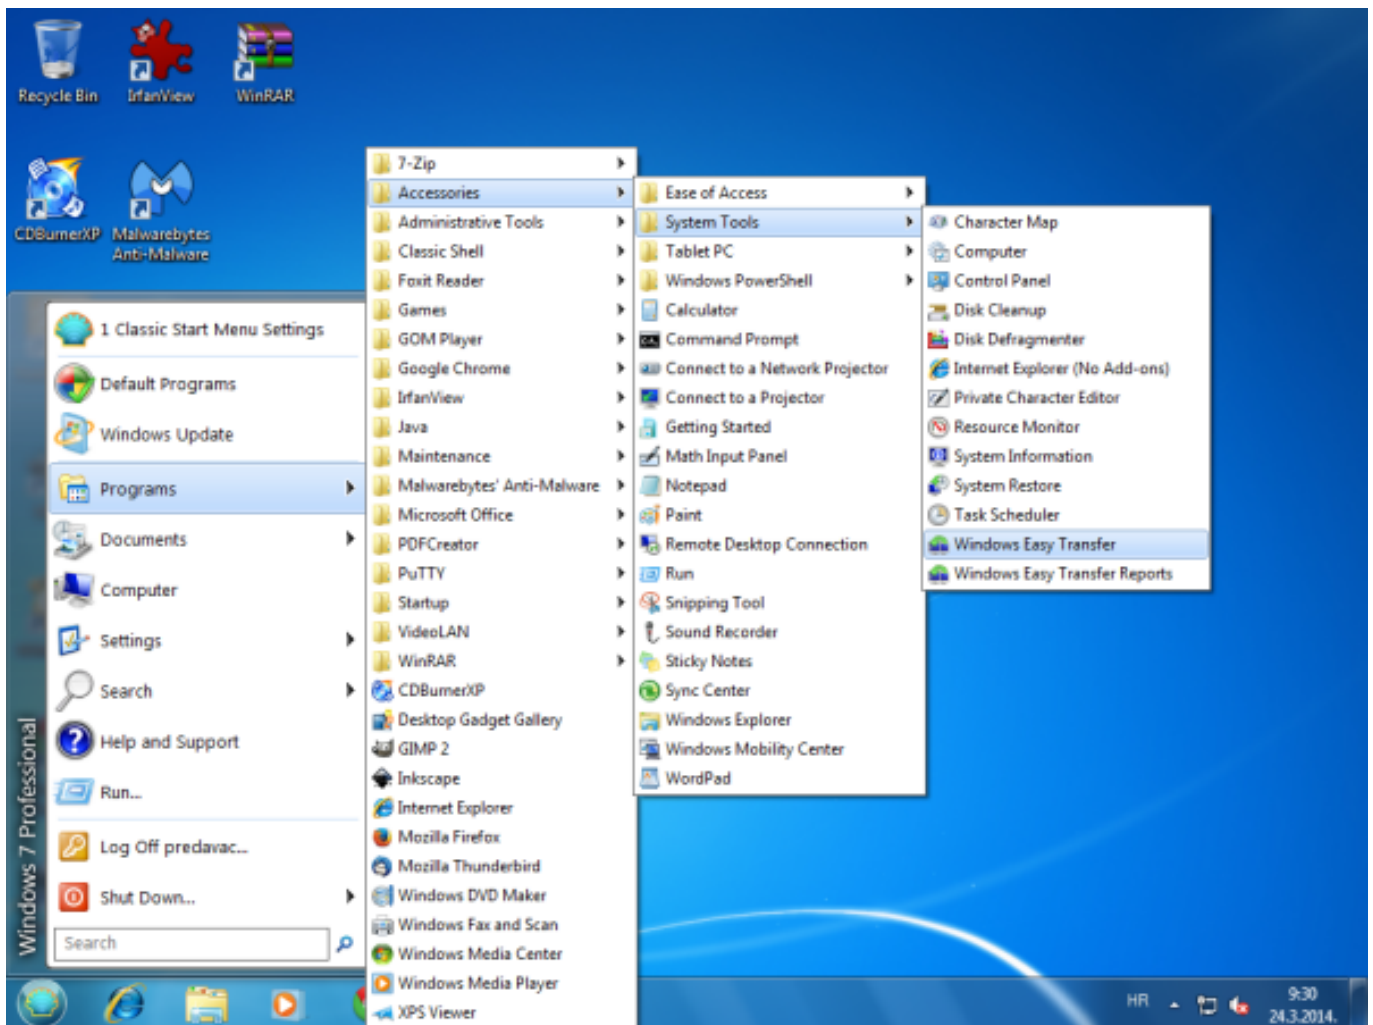 Recycle Bin
IrfanView
WinRAR
CDBurnerXP
Malwarebytes
Anti-Malware
1 Classic Start Menu Settings
Default Programs
Windows Update
Programs
Documents
Computer
Settings
Search
Help and Support
Run...
Log Off predavac...
Shut Down...
Search
Windows 7 Professional
7-Zip
Accessories
Administrative Tools
Classic Shell
Foxit Reader
Games
GOM Player
Google Chrome
IrfanView
Java
Maintenance
Malwarebytes' Anti-Malware
Microsoft Office
PDFCreator
PuTTY
Startup
VideoLAN
WinRAR
CDBurnerXP
Desktop Gadget Gallery
GIMP 2
Inkscape
Internet Explorer
Mozilla Firefox
Mozilla Thunderbird
Windows DVD Maker
Windows Fax and Scan
Windows Media Center
Windows Media Player
XPS Viewer
Ease of Access
System Tools
Tablet PC
Windows PowerShell
Calculator
Command Prompt
Connect to a Network Projector
Connect to a Projector
Getting Started
Math Input Panel
Notepad
Paint
Remote Desktop Connection
Run
Snipping Tool
Sound Recorder
Sticky Notes
Sync Center
Windows Explorer
Windows Mobility Center
WordPad
Character Map
Computer
Control Panel
Disk Cleanup
Disk Defragmenter
Internet Explorer (No Add-ons)
Private Character Editor
Resource Monitor
System Information
System Restore
Task Scheduler
Windows Easy Transfer
Windows Easy Transfer Reports
HR
9:30
24.3.2014.